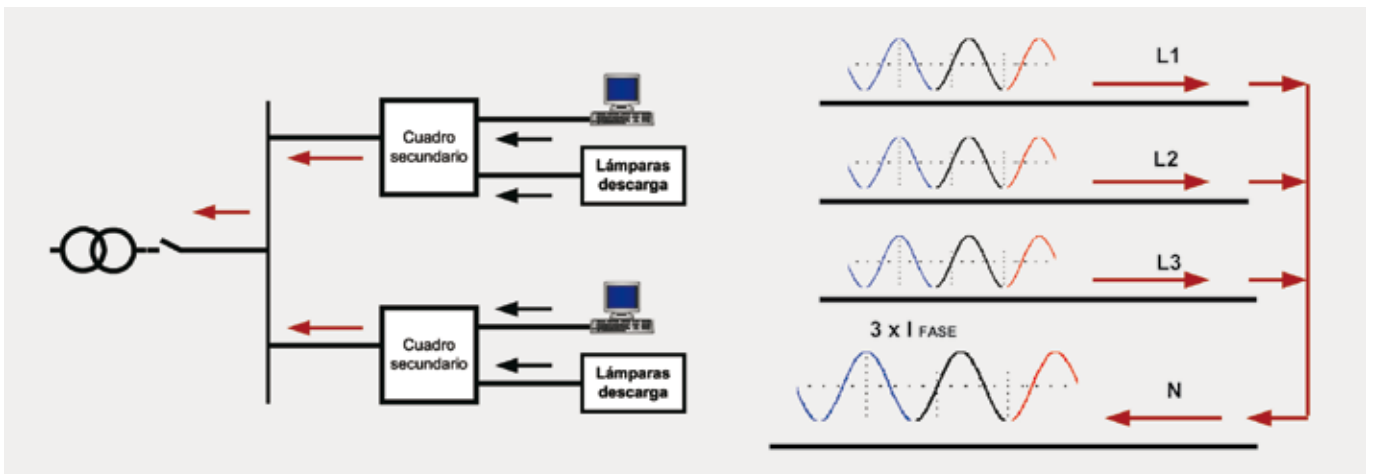 Cuadro
secundario
Lámparas
descarga
Cuadro
secundario
Lámparas
descarga
L1
L2
L3
3 x I FASE
N